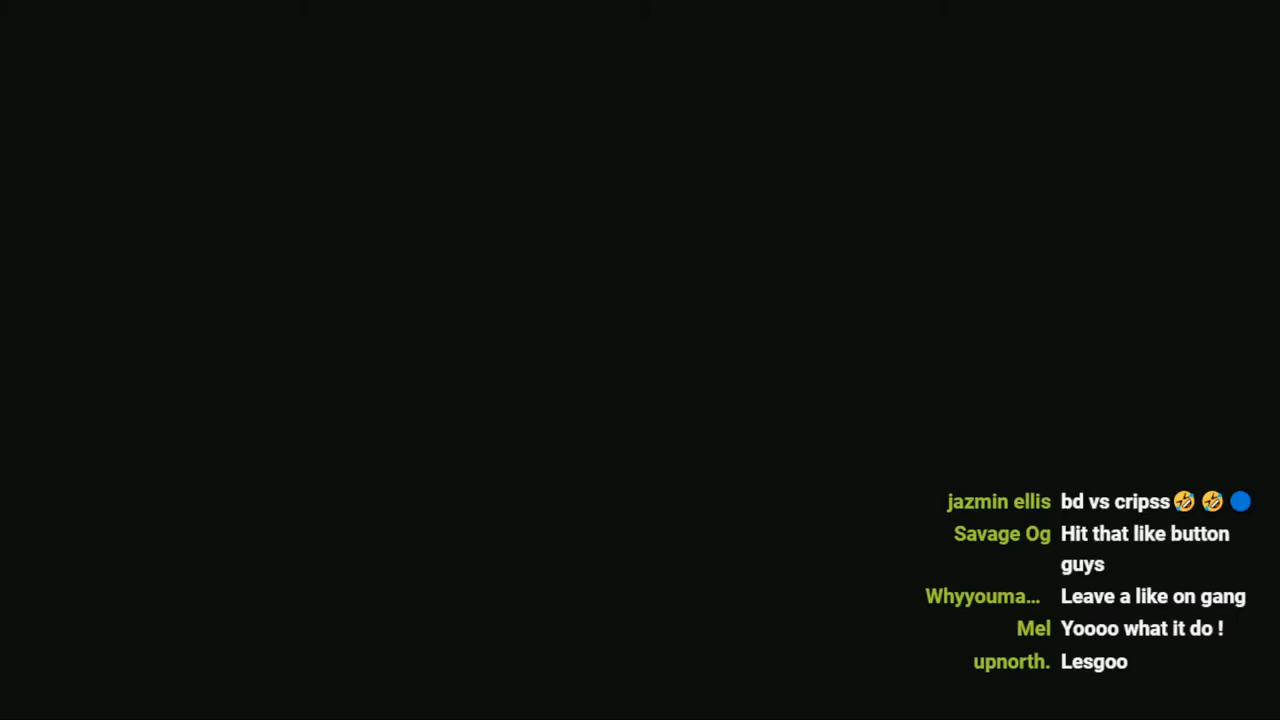 jazmin ellis bd vs cripss🤣 🤣 🔵
Savage Og Hit that like button
guys
Whyyouma... Leave a like on gang
Mel Yoooo what it do !
upnorth. Lesgoo